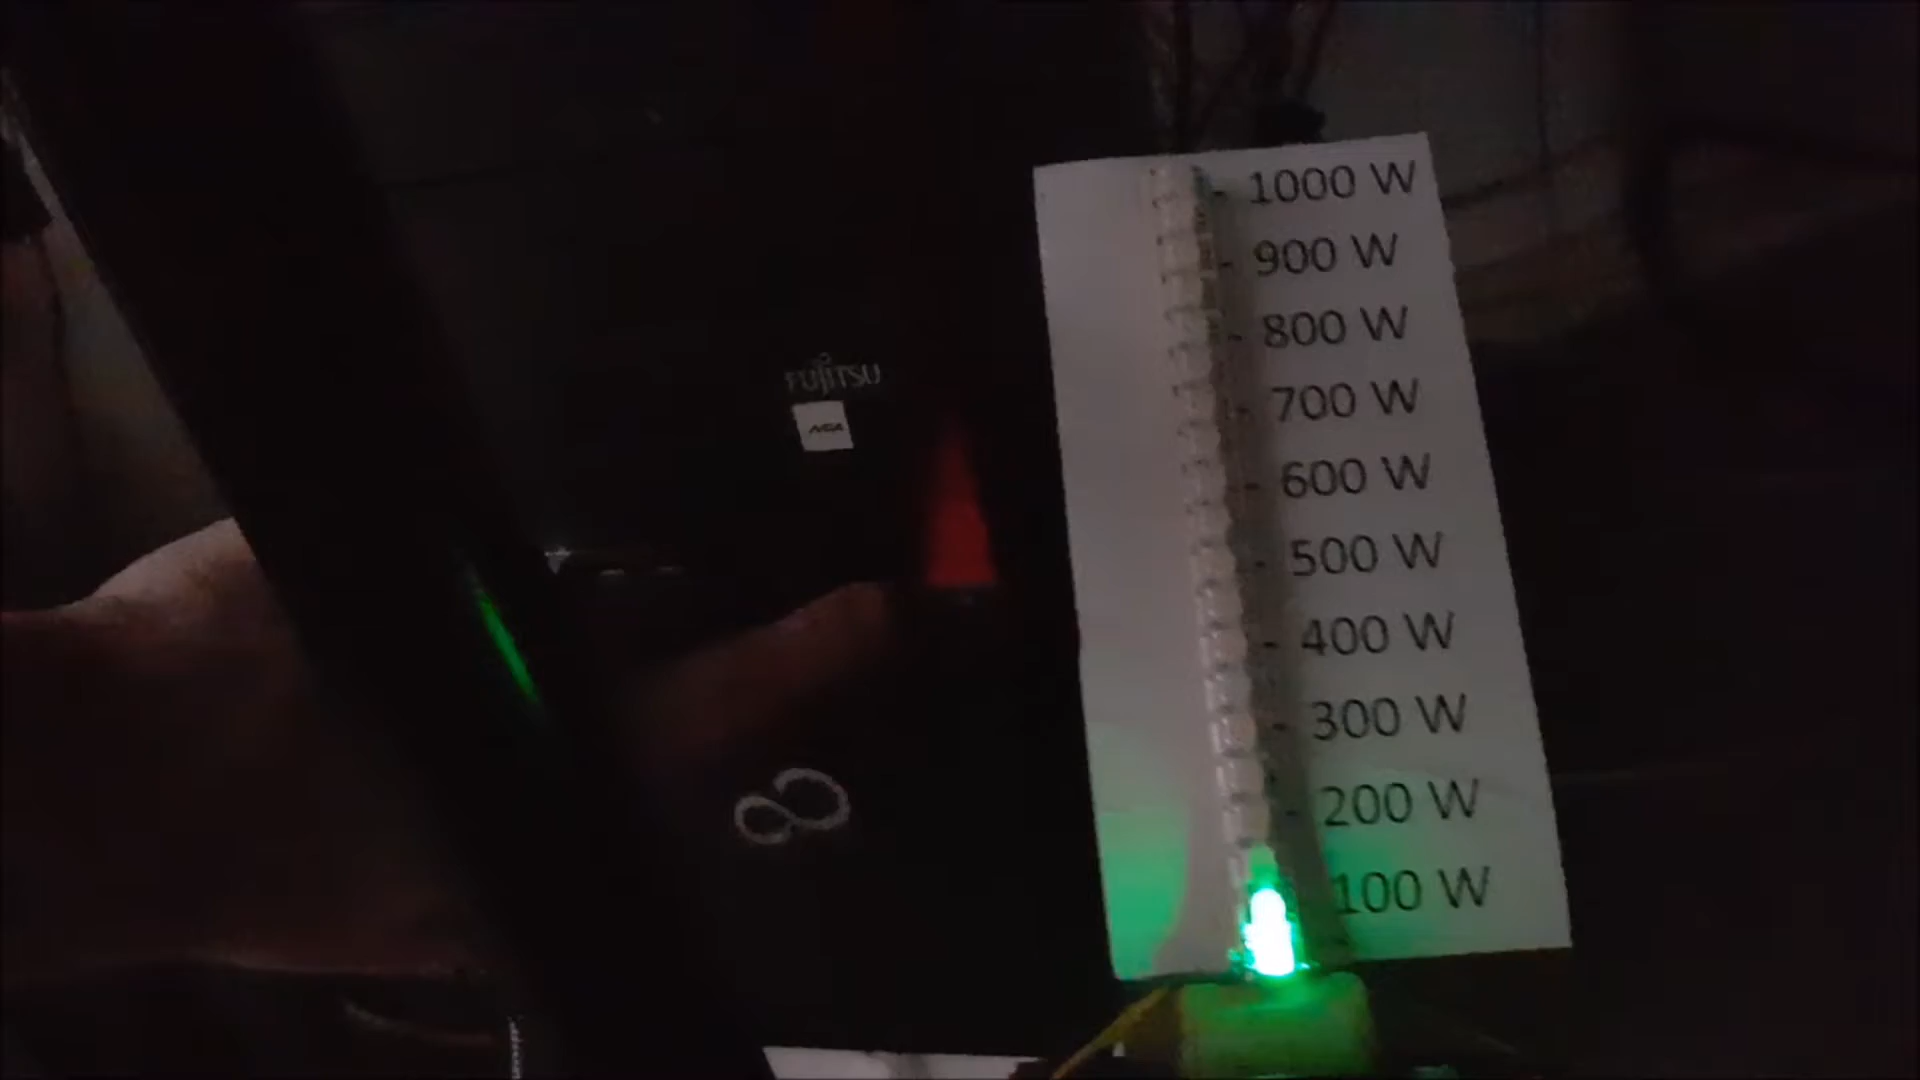 FUJITSU
- 1000 W
- 900 W
- 800 W
- 700 W
- 600 W
- 500 W
- 400 W
- 300 W
- 200 W
100 W